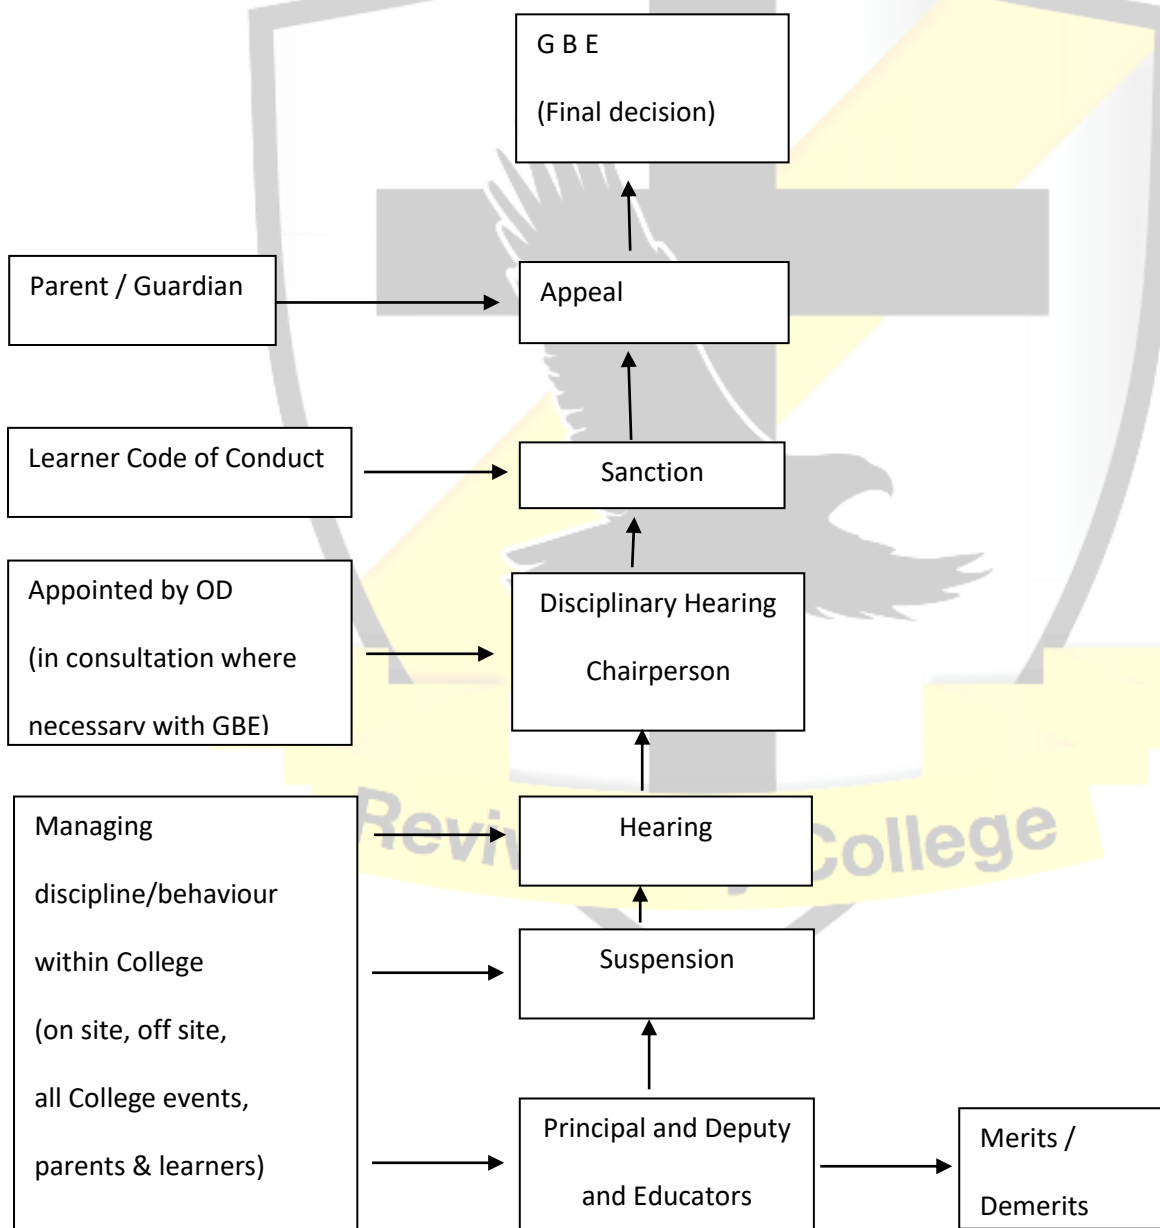 G B E
(Final decision)
Parent / Guardian
Appeal
Learner Code of Conduct
Sanction
Appointed by OD
(in consultation where
necessary with GBE)
Disciplinary Hearing
Chairperson
Managing
discipline/behaviour
within College
(on site, off site,
all College events,
parents & learners)
Hearing
Suspension
Principal and Deputy
and Educators
Merits /
Demerits
College